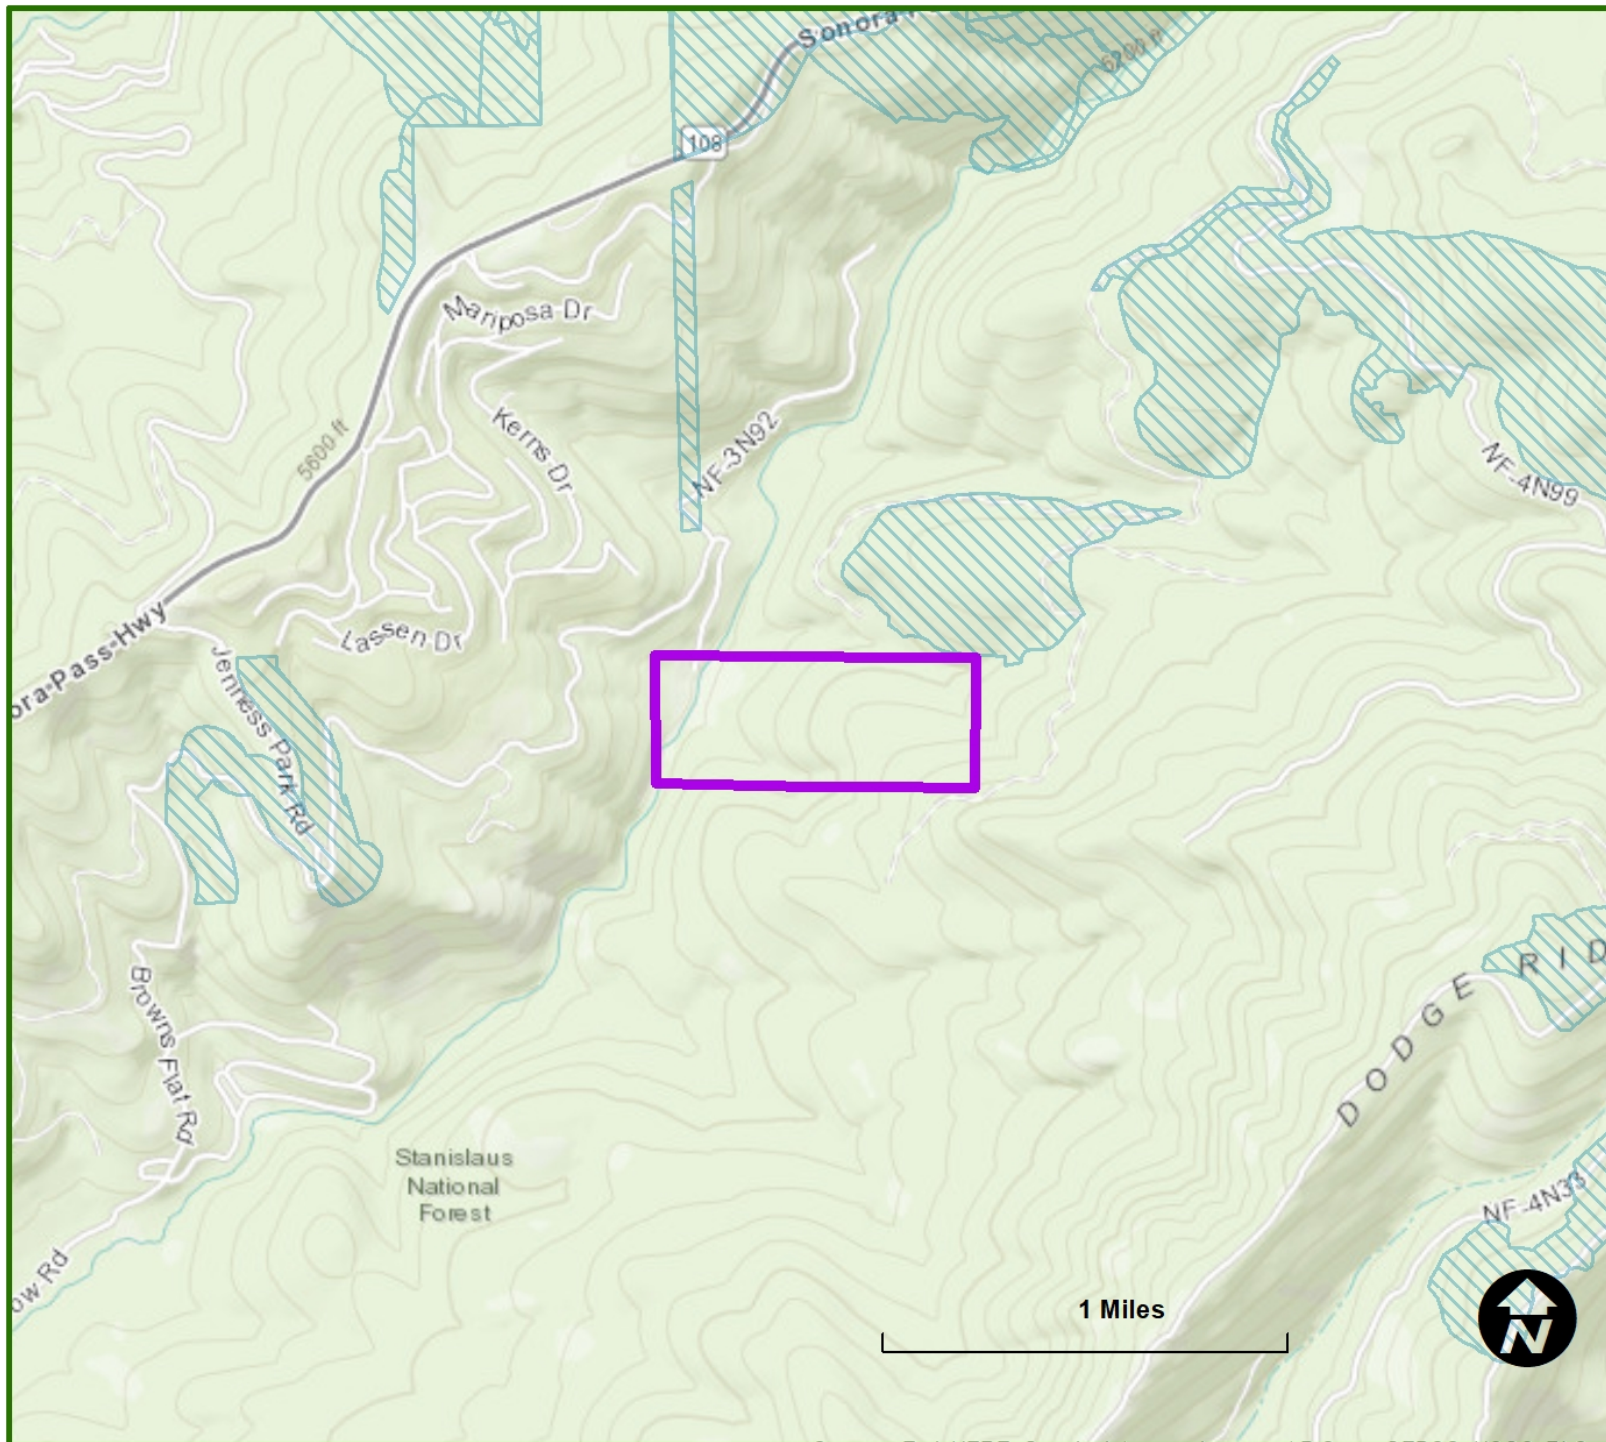 Sonora
6200 ft
108
Mariposa Dr
Kerns Dr
5600 ft
NF-3N92
NF-4N99
ora-Pass-Hwy
Lassen Dr
Jenness Park Rd
Browns Flat Rd
DODGE RID
Stanislaus
National
Forest
NF-4N33
ow Rd
1 Miles
N